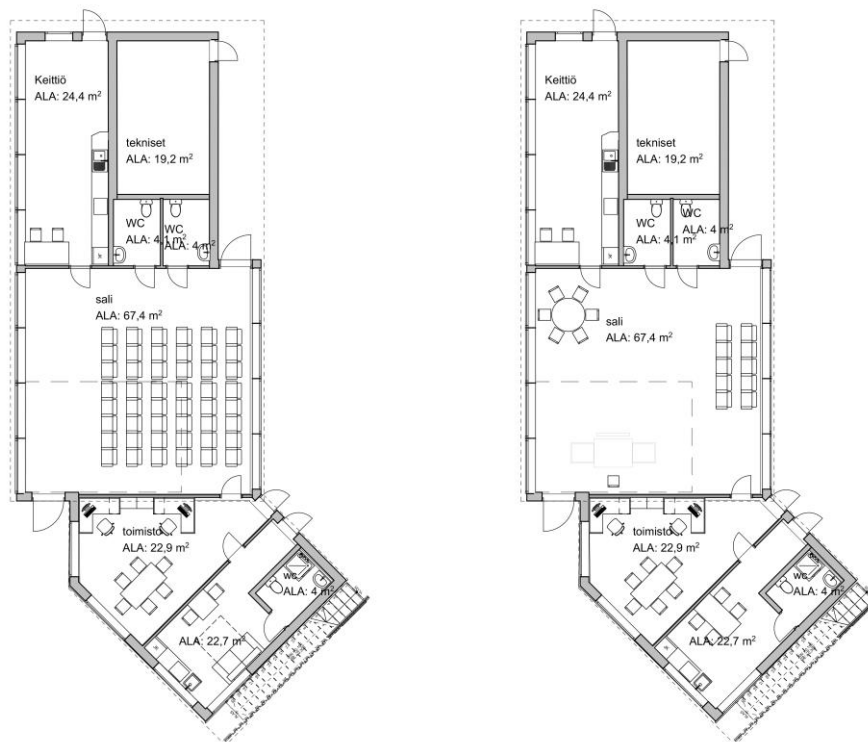 Keittiö
ALA: 24,4 m²
tekniset
ALA: 19,2 m²
WC
ALA: 4,1 m²
WC
ALA: 4 m²
sali
ALA: 67,4 m²
toimisto
ALA: 22,9 m²
wc
ALA: 4 m²
ALA: 22,7 m²
Keittiö
ALA: 24,4 m²
tekniset
ALA: 19,2 m²
WC
ALA: 4,1 m²
WC
ALA: 4 m²
sali
ALA: 67,4 m²
toimisto
ALA: 22,9 m²
wc
ALA: 4 m²
ALA: 22,7 m²